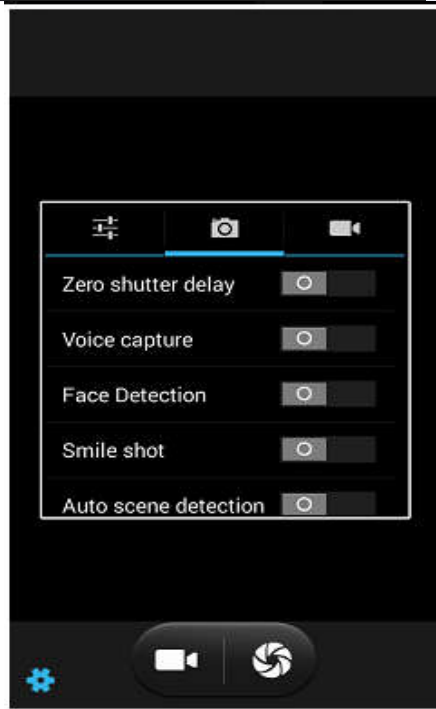 Zero shutter delay
Voice capture
Face Detection
Smile shot
Auto scene detection